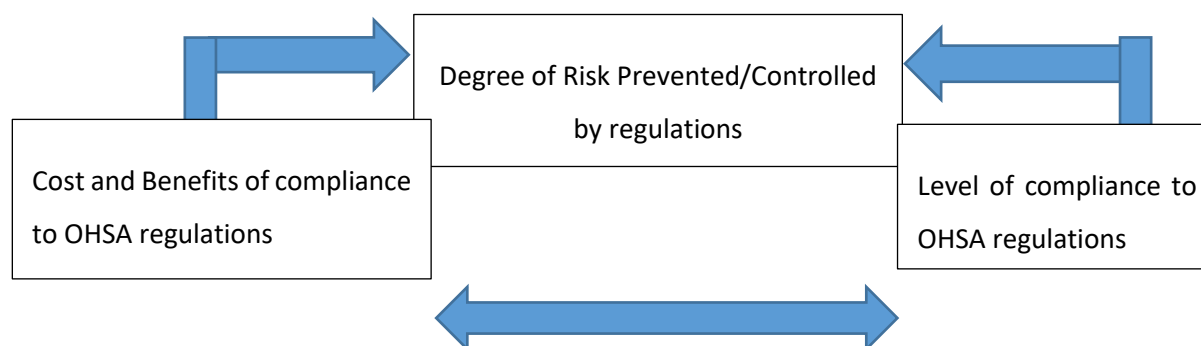 Degree of Risk Prevented/Controlled
by regulations
Cost and Benefits of compliance
to OHSA regulations
Level of compliance to
OHSA regulations